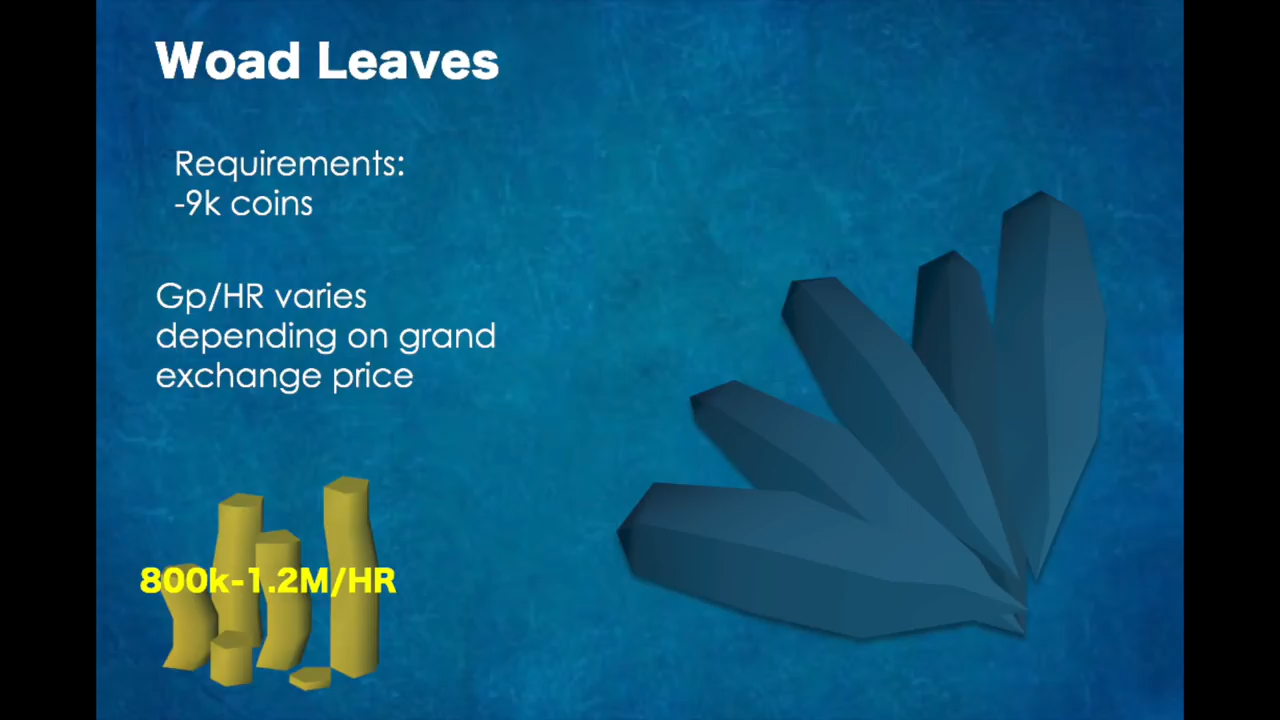 Woad Leaves
Requirements:
-9k coins
Gp/HR varies
depending on grand
exchange price
800k-1.2M/HR